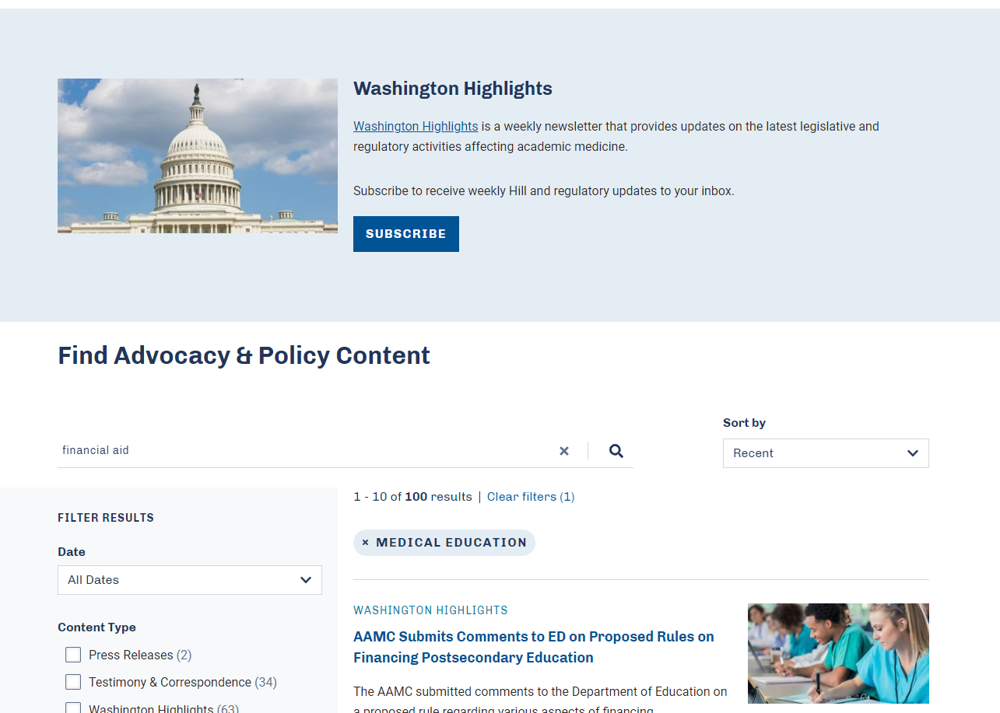 Washington Highlights
Washington Highlights is a weekly newsletter that provides updates on the latest legislative and
regulatory activities affecting academic medicine.
Subscribe to receive weekly Hill and regulatory updates to your inbox.
SUBSCRIBE
Find Advocacy & Policy Content
Sort by
financial aid
Recent
1 - 10 of 100 results | Clear filters (1)
FILTER RESULTS
× MEDICAL EDUCATION
Date
All Dates
Content Type
Press Releases (2)
Testimony & Correspondence (34)
Washington Highlights (63)
WASHINGTON HIGHLIGHTS
AAMC Submits Comments to ED on Proposed Rules on
Financing Postsecondary Education
The AAMC submitted comments to the Department of Education on
a proposed rule regarding various aspects of financing